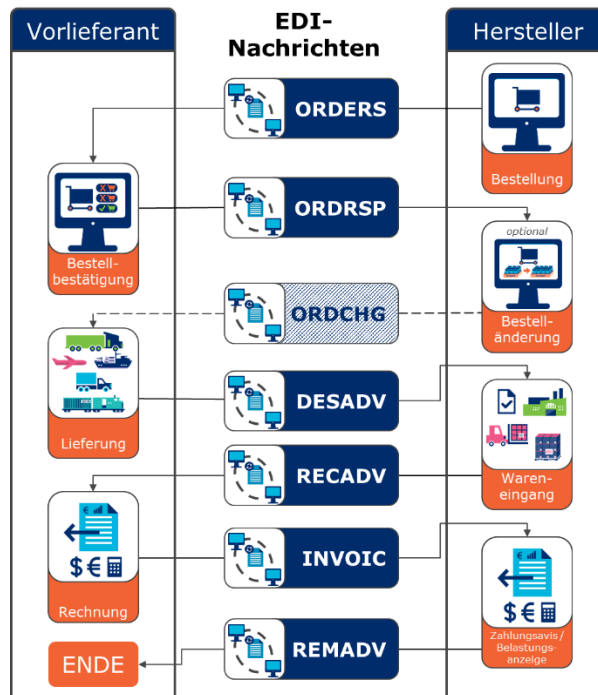 Vorlieferant
EDI-
Nachrichten
Hersteller
ORDERS
Bestellung
Bestell-
bestätigung
ORDRSP
optional
Bestell-
änderung
ORDCHG
Lieferung
DESADV
Waren-
eingang
RECADV
€
$ €
Rechnung
INVOIC
€
$ €
Zahlungsavis /
Belastungs-
anzeige
REMADV
ENDE